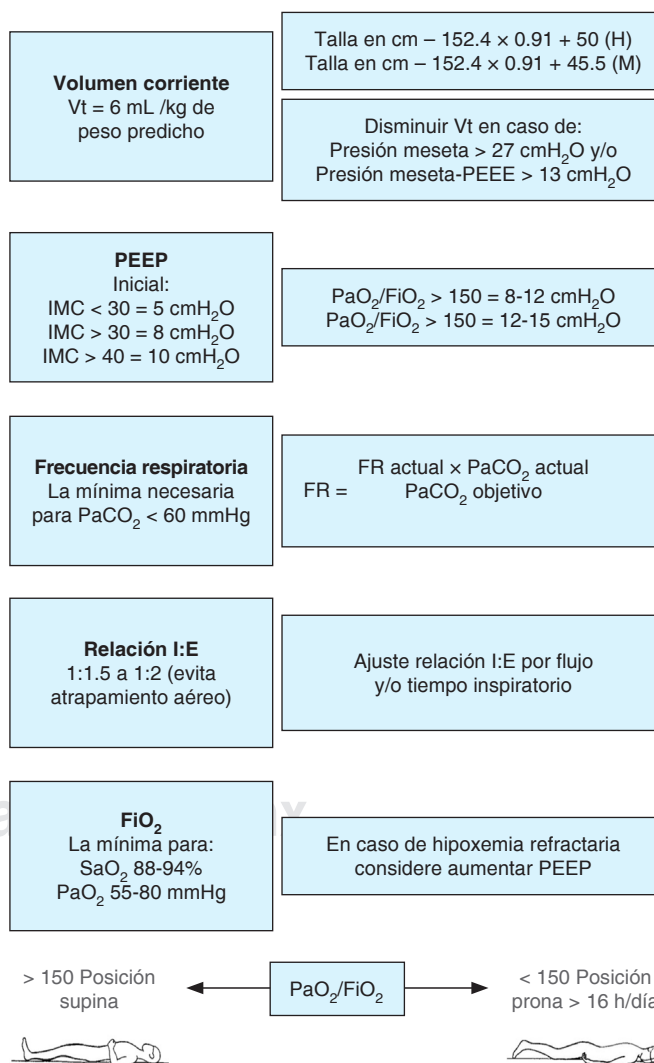 Volumen corriente
Vt = 6 mL /kg de
peso predicho
Talla en cm – 152.4 × 0.91 + 50 (H)
Talla en cm – 152.4 × 0.91 + 45.5 (M)
Disminuir Vt en caso de:
Presión meseta > 27 cmH₂O y/o
Presión meseta-PEEE > 13 cmH₂O
PEEP
Inicial:
IMC < 30 = 5 cmH₂O
IMC > 30 = 8 cmH₂O
IMC > 40 = 10 cmH₂O
PaO₂/FiO₂ > 150 = 8-12 cmH₂O
PaO₂/FiO₂ > 150 = 12-15 cmH₂O
Frecuencia respiratoria
La mínima necesaria
para PaCO₂ < 60 mmHg
FR actual × PaCO₂ actual
FR =
PaCO₂ objetivo
Relación I:E
1:1.5 a 1:2 (evita
atrapamiento aéreo)
Ajuste relación I:E por flujo
y/o tiempo inspiratorio
FiO₂
La mínima para:
SaO₂ 88-94%
PaO₂ 55-80 mmHg
En caso de hipoxemia refractaria
considere aumentar PEEP
> 150 Posición
supina
PaO₂/FiO₂
< 150 Posición
prona > 16 h/día